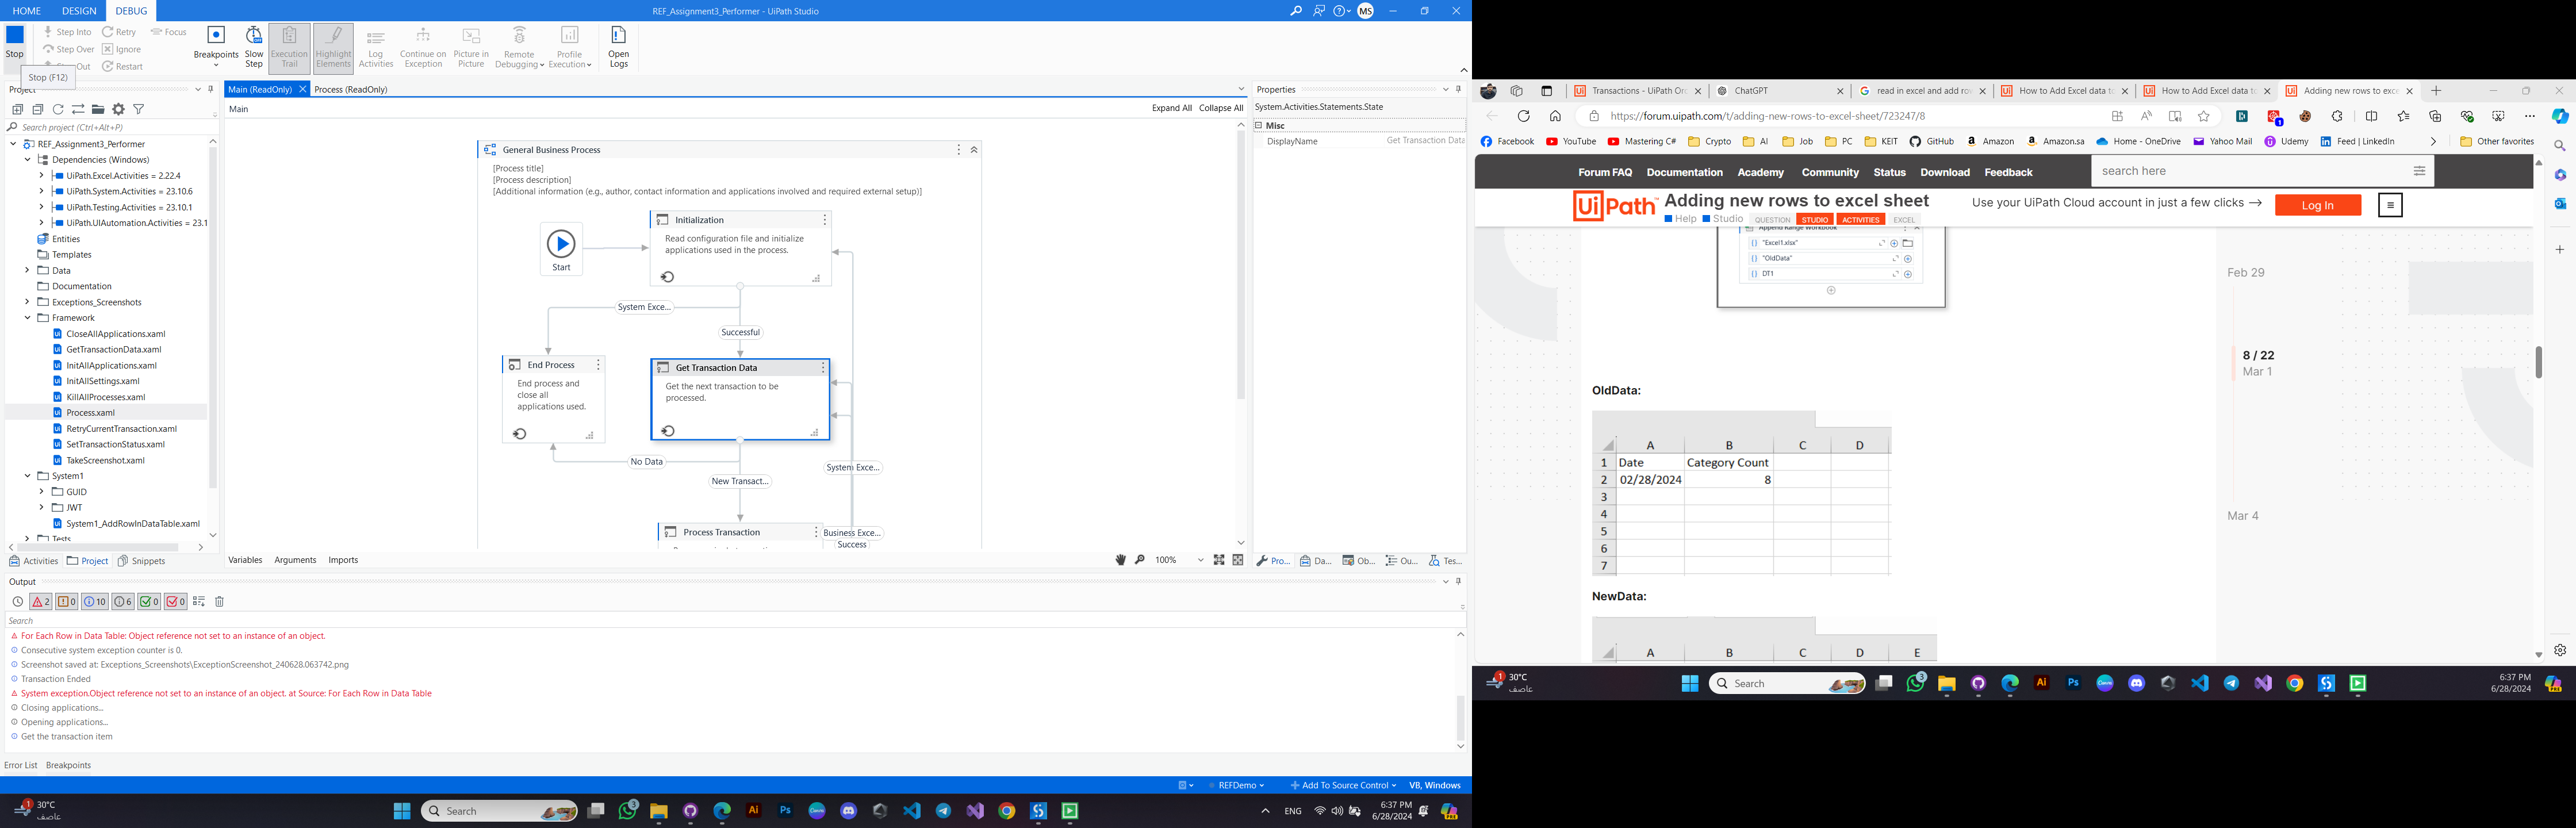 HOME DESIGN DEBUG
REF_Assignment3_Performer - UiPath Studio
MS
Stop
Step Into Retry Focus
Step Over Ignore
Out Restart
Breakpoints
Slow Step
Execution Trail
Highlight Elements
Log Activities
Continue on Exception
Picture in Picture
Remote Debugging
Profile Execution
Open Logs
Stop (F12)
Project
Search project (Ctrl+Alt+P)
REF_Assignment3_Performer
Dependencies (Windows)
UiPath.Excel.Activities = 2.22.4
UiPath.System.Activities = 23.10.6
UiPath.Testing.Activities = 23.10.1
UiPath.UIAutomation.Activities = 23.1
Entities
Templates
Data
Documentation
Exceptions_Screenshots
Framework
CloseAllApplications.xaml
GetTransactionData.xaml
InitAllApplications.xaml
InitAllSettings.xaml
KillAllProcesses.xaml
Process.xaml
RetryCurrentTransaction.xaml
SetTransactionStatus.xaml
TakeScreenshot.xaml
System1
GUID
JWT
System1_AddRowInDataTable.xaml
Tests
Activities Project Snippets
Main (ReadOnly) Process (ReadOnly)
Main
Expand All Collapse All
General Business Process
[Process title]
[Process description]
[Additional information (e.g., author, contact information and applications involved and required external setup)]
Start
Initialization
Read configuration file and initialize
applications used in the process.
System Exce...
Successful
End Process
End process and
close all
applications used.
Get Transaction Data
Get the next transaction to be
processed.
No Data
System Exce...
New Transact...
Process Transaction
Business Exce...
Success
Variables Arguments Imports
100%
Properties
System.Activities.Statements.State
Misc
DisplayName Get Transaction Data
Pro... Da... Ob... Ou... Tes...
Output
2 0 10 6 0 0
Search
For Each Row in Data Table: Object reference not set to an instance of an object.
Consecutive system exception counter is 0.
Screenshot saved at: Exceptions_Screenshots\ExceptionScreenshot_240628.063742.png
Transaction Ended
System exception.Object reference not set to an instance of an object. at Source: For Each Row in Data Table
Closing applications...
Opening applications...
Get the transaction item
Error List Breakpoints
REFDemo Add To Source Control VB, Windows
1 30°C
عاصف
Search
3
Ai Ps
ENG
6:37 PM
6/28/2024
Transactions - UiPath Orc
ChatGPT
read in excel and add rov
How to Add Excel data to
How to Add Excel data to
Adding new rows to exce
https://forum.uipath.com/t/adding-new-rows-to-excel-sheet/723247/8
1
Facebook YouTube Mastering C# Crypto AI Job PC KEIT GitHub Amazon Amazon.sa Home - OneDrive Yahoo Mail Udemy Feed | LinkedIn Other favorites
Forum FAQ Documentation Academy Community Status Download Feedback
search here
UiPath
Adding new rows to excel sheet
Help Studio QUESTION STUDIO ACTIVITIES EXCEL
Use your UiPath Cloud account in just a few clicks →
Log In
Append Range Workbook
"Excel1.xlsx"
"OldData"
DT1
Feb 29
8 / 22
Mar 1
Mar 4
OldData:
A B C D
1 Date Category Count
2 02/28/2024 8
3
4
5
6
7
NewData:
A B C D E
1 30°C
عاصف
Search
3
Ai Ps
6:37 PM
6/28/2024